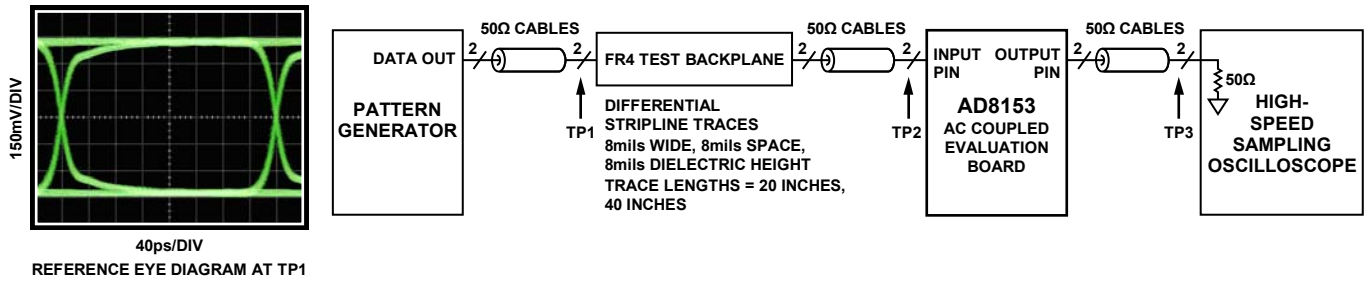 150mV/DIV
40ps/DIV
REFERENCE EYE DIAGRAM AT TP1
DATA OUT
PATTERN
GENERATOR
50Ω CABLES
2
2
TP1
FR4 TEST BACKPLANE
DIFFERENTIAL
STRIPLINE TRACES
8mils WIDE, 8mils SPACE,
8mils DIELECTRIC HEIGHT
TRACE LENGTHS = 20 INCHES,
40 INCHES
50Ω CABLES
2
2
TP2
INPUT OUTPUT
PIN PIN
AD8153
AC COUPLED
EVALUATION
BOARD
50Ω CABLES
2
2
TP3
50Ω
HIGH-
SPEED
SAMPLING
OSCILLOSCOPE